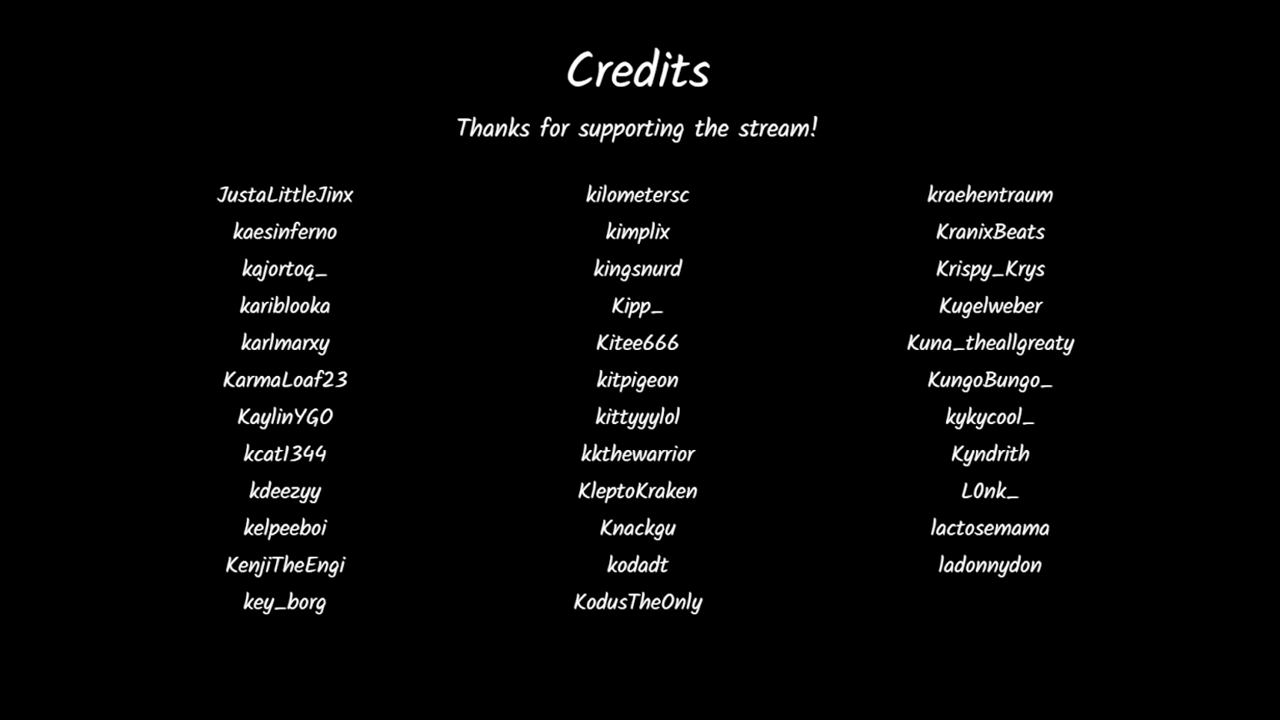 Credits
Thanks for supporting the stream!
JustaLittleJinx
kaesinferno
kajortoq_
kariblooka
karlmarxy
KarmaLoaf23
KaylinYGO
kcat1344
kdeezyy
kelpeeboi
KenjiTheEngi
key_borg
kilometersc
kimplix
kingsnurd
Kipp_
Kitee666
kitpigeon
kittyyylol
kkthewarrior
KleptoKraken
Knackgu
kodadt
KodusTheOnly
kraehentraum
KranixBeats
Krispy_Krys
Kugelweber
Kuna_theallgreaty
KungoBungo_
kykycool_
Kyndrith
L0nk_
lactosemama
ladonnydon